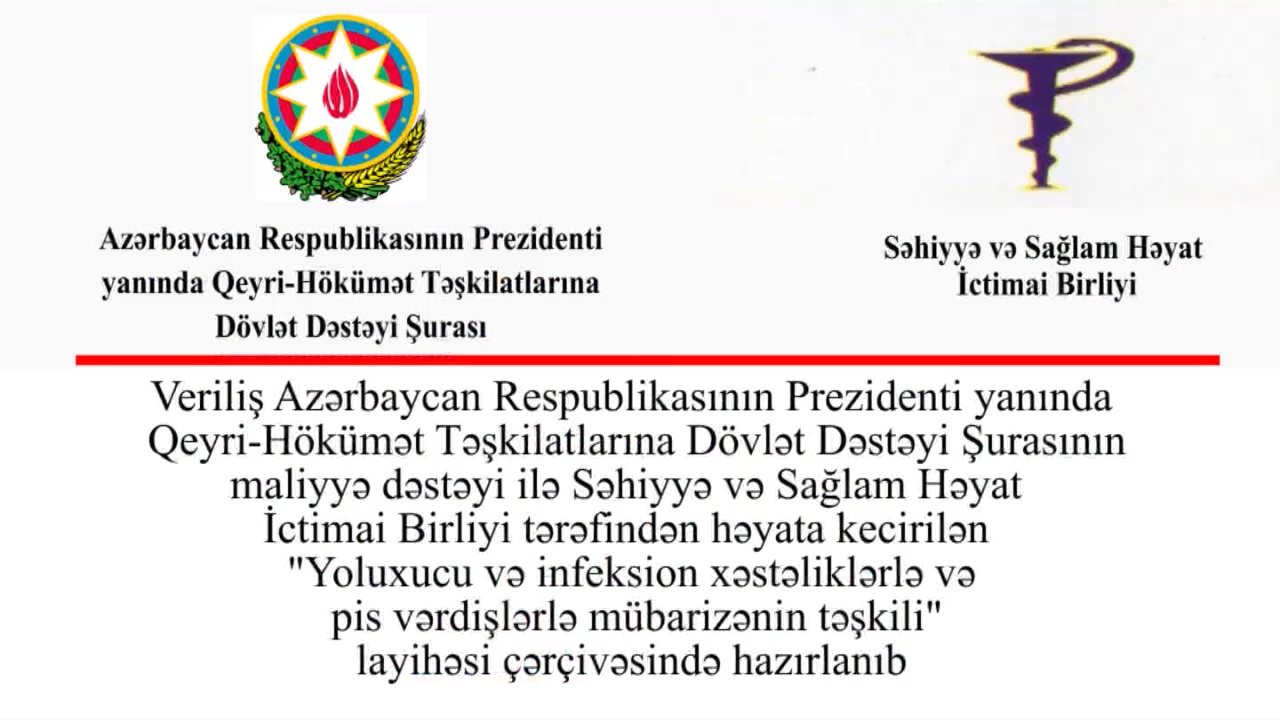 Azərbaycan Respublikasının Prezidenti
yanında Qeyri-Hökümət Təşkilatlarına
Dövlət Dəstəyi Şurası
Səhiyyə və Sağlam Həyat
İctimai Birliyi
Veriliş Azərbaycan Respublikasının Prezidenti yanında
Qeyri-Hökümət Təşkilatlarına Dövlət Dəstəyi Şurasının
maliyyə dəstəyi ilə Səhiyyə və Sağlam Həyat
İctimai Birliyi tərəfindən həyata kecirilən
"Yoluxucu və infeksion xəstəliklərlə və
pis vərdişlərlə mübarizənin təşkili"
layihəsi çərçivəsində hazırlanıb